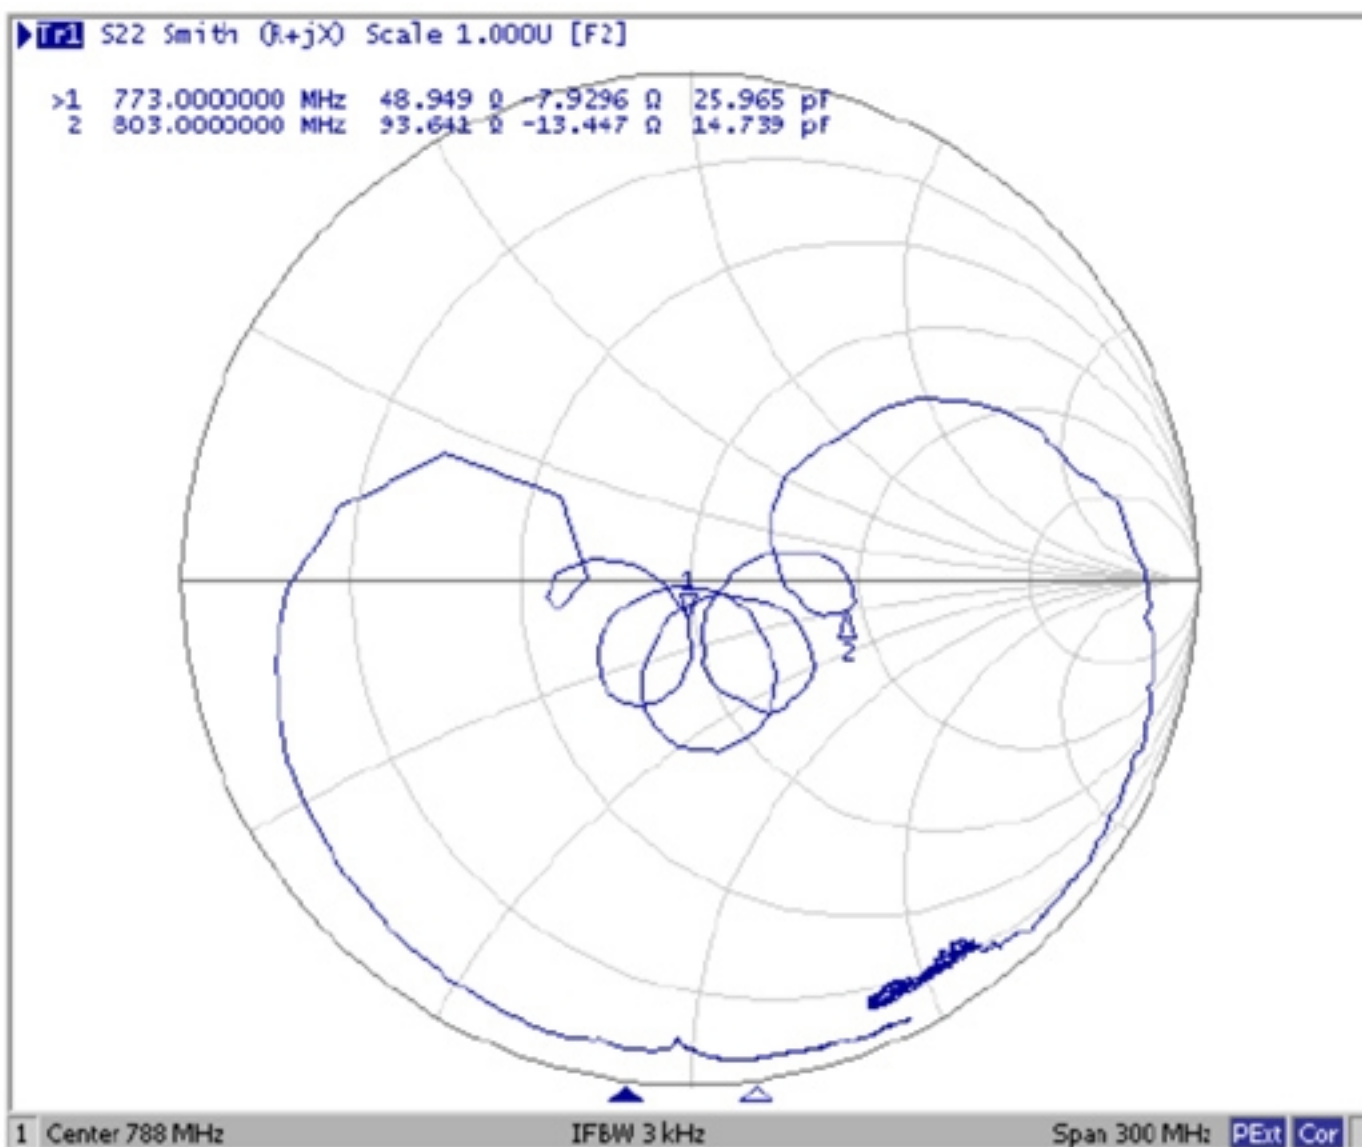 Tr1 S22 Smith (R+jX) Scale 1.000U [F2]
>1 773.0000000 MHz 48.949 Ω -7.9296 Ω 25.965 pF
2 803.0000000 MHz 93.641 Ω -13.447 Ω 14.739 pF
1
2
1 Center 788 MHz IFBW 3 kHz Span 300 MHz PExt Cor